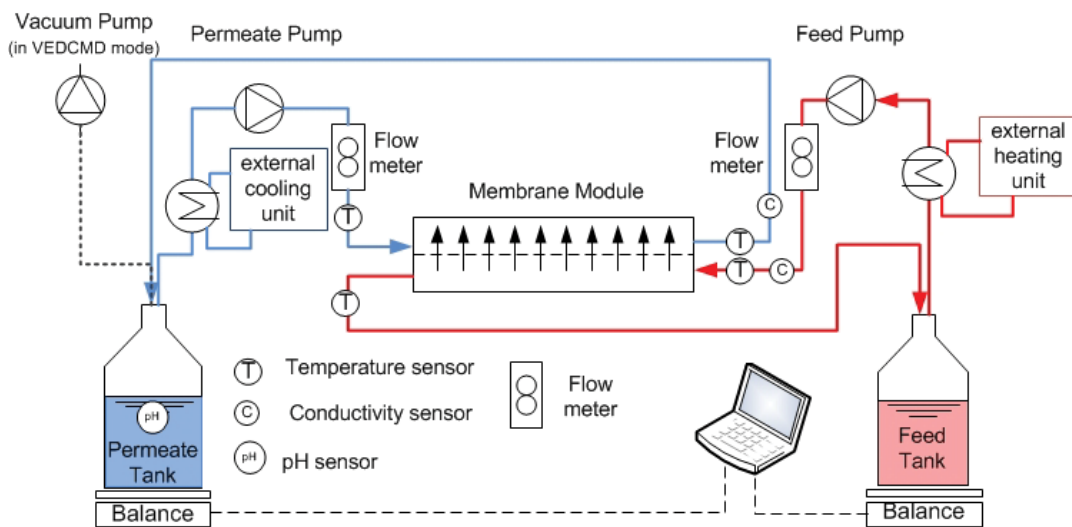 Vacuum Pump
(in VEDCMD mode)
Permeate Pump
Feed Pump
Flow
meter
external
cooling
unit
Flow
meter
external
heating
unit
Membrane Module
C
T
T
T
C
T
T
Temperature sensor
C
Conductivity sensor
pH
pH sensor
Flow
meter
pH
Permeate
Tank
Balance
Feed
Tank
Balance